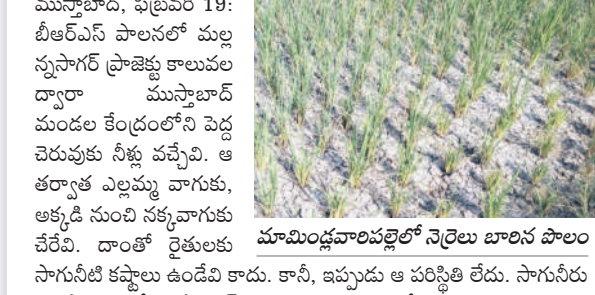 ముస్తాబాద్, ఫిబ్రవరి 19:
బీఆర్ఎస్ పాలనలో మల్ల
న్నసాగర్ ప్రాజెక్టు కాలువల
ద్వారా ముస్తాబాద్
మండల కేంద్రంలోని పెద్ద
చెరువుకు నీళ్లు వచ్చేవి. ఆ
తర్వాత ఎల్లమ్మ వాగుకు,
అక్కడి నుంచి నక్కవాగుకు
చేరేవి. దాంతో రైతులకు
మామిండ్లవారిపల్లెలో నెర్రెలు బారిన పొలం
సాగునీటి కష్టాలు ఉండేవి కాదు. కానీ, ఇప్పుడు ఆ పరిస్థితి లేదు. సాగునీరు